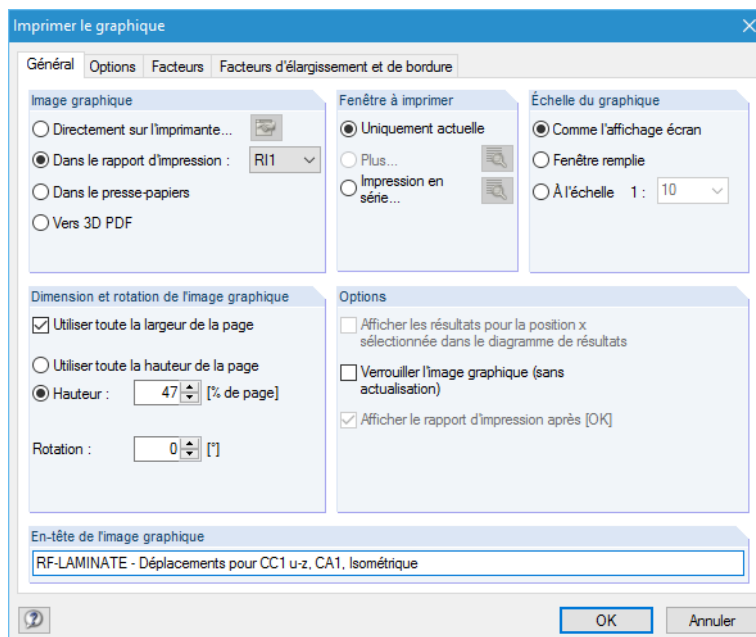 Imprimer le graphique
Général
Options
Facteurs
Facteurs d'élargissement et de bordure
Image graphique
Directement sur l'imprimante...
Dans le rapport d'impression :
RI1
Dans le presse-papiers
Vers 3D PDF
Fenêtre à imprimer
Uniquement actuelle
Plus...
Impression en
série...
Échelle du graphique
Comme l'affichage écran
Fenêtre remplie
À l'échelle 1 : 10
Dimension et rotation de l'image graphique
Utiliser toute la largeur de la page
Utiliser toute la hauteur de la page
Hauteur : 47 [% de page]
Rotation : 0 [°]
Options
Afficher les résultats pour la position x
sélectionnée dans le diagramme de résultats
Verrouiller l'image graphique (sans
actualisation)
Afficher le rapport d'impression après [OK]
En-tête de l'image graphique
RF-LAMINATE - Déplacements pour CC1 u-z, CA1, Isométrique
OK
Annuler